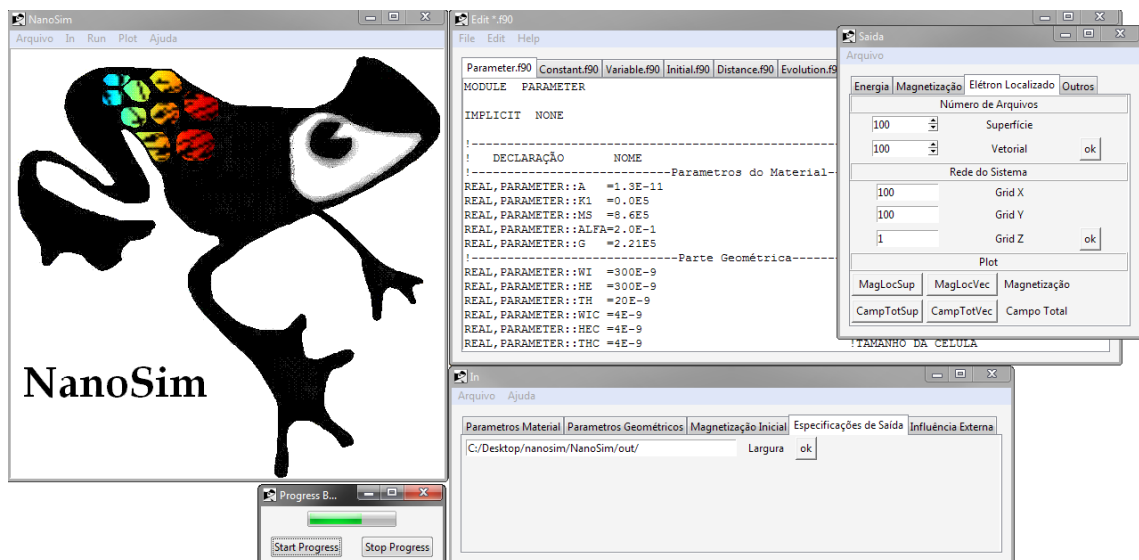 NanoSim
Arquivo In Run Plot Ajuda
NanoSim
Edit *.f90
File Edit Help
Parameter.f90 Constant.f90 Variable.f90 Initial.f90 Distance.f90 Evolution.f9
MODULE PARAMETER
IMPLICIT NONE
!------------------------------------------------
! DECLARAÇÃO NOME
!---------------------------Parametros do Material--
REAL,PARAMETER::A =1.3E-11
REAL,PARAMETER::K1 =0.0E5
REAL,PARAMETER::MS =8.6E5
REAL,PARAMETER::ALFA=2.0E-1
REAL,PARAMETER::G =2.21E5
!----------------------------Parte Geométrica------
REAL,PARAMETER::WI =300E-9
REAL,PARAMETER::HE =300E-9
REAL,PARAMETER::TH =20E-9
REAL,PARAMETER::WIC =4E-9
REAL,PARAMETER::HEC =4E-9
REAL,PARAMETER::THC =4E-9 !TAMANHO DA CELULA
Saida
Arquivo
Energia Magnetização Elétron Localizado Outros
Número de Arquivos
100 Superfície
100 Vetorial ok
Rede do Sistema
100 Grid X
100 Grid Y
1 Grid Z ok
Plot
MagLocSup MagLocVec Magnetização
CampTotSup CampTotVec Campo Total
In
Arquivo Ajuda
Parametros Material Parametros Geométricos Magnetização Inicial Especificações de Saída Influência Externa
C:/Desktop/nanosim/NanoSim/out/ Largura ok
Progress B...
Start Progress Stop Progress